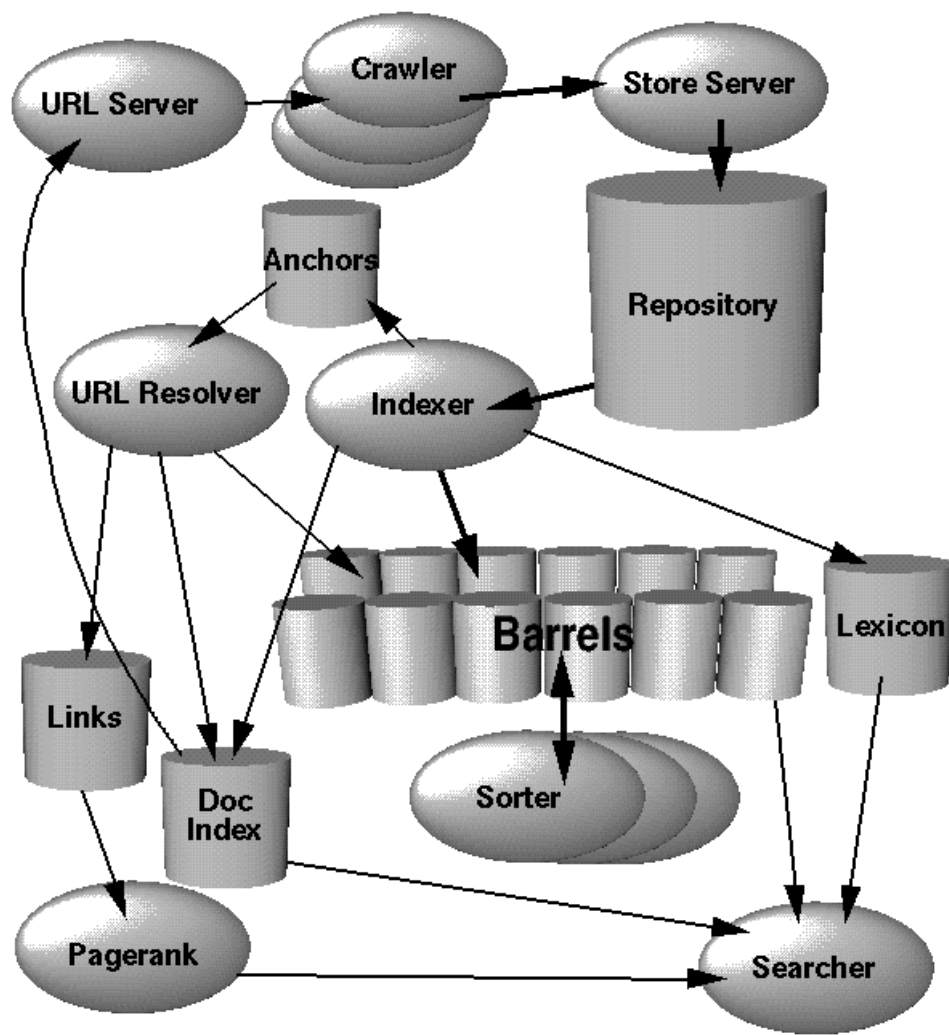 Crawler
URL Server
Store Server
Anchors
Repository
URL Resolver
Indexer
Barrels
Lexicon
Links
Sorter
Doc
Index
Pagerank
Searcher